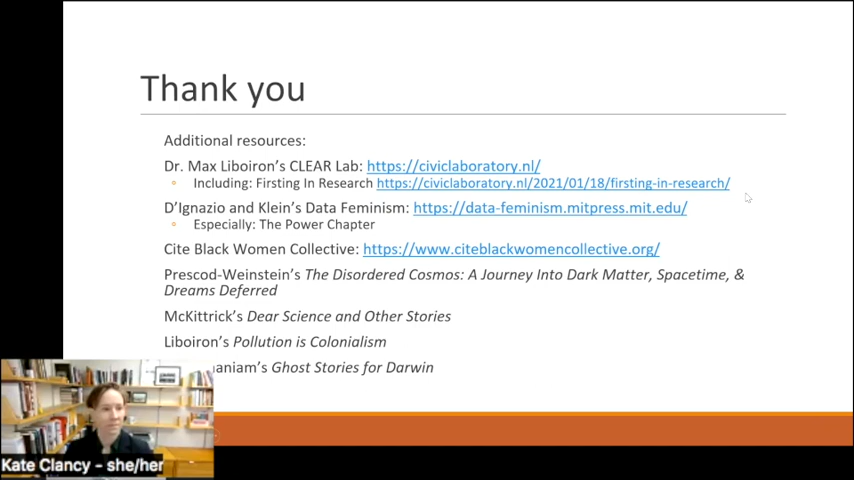 Thank you
Additional resources:
Dr. Max Liboiron's CLEAR Lab: https://civiclaboratory.nl/
Including: Firsting In Research https://civiclaboratory.nl/2021/01/18/firsting-in-research/
D'Ignazio and Klein's Data Feminism: https://data-feminism.mitpress.mit.edu/
Especially: The Power Chapter
Cite Black Women Collective: https://www.citeblackwomencollective.org/
Prescod-Weinstein's The Disordered Cosmos: A Journey Into Dark Matter, Spacetime, &
Dreams Deferred
McKittrick's Dear Science and Other Stories
Liboiron's Pollution is Colonialism
aniam's Ghost Stories for Darwin
Kate Clancy - she/her